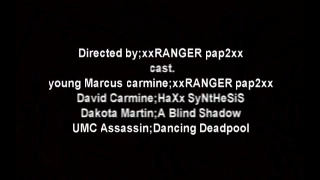 Directed by;xxRANGER pap2xx
cast.
young Marcus carmine;xxRANGER pap2xx
David Carmine;HaXx SyNtHeSiS
Dakota Martin;A Blind Shadow
UMC Assassin;Dancing Deadpool